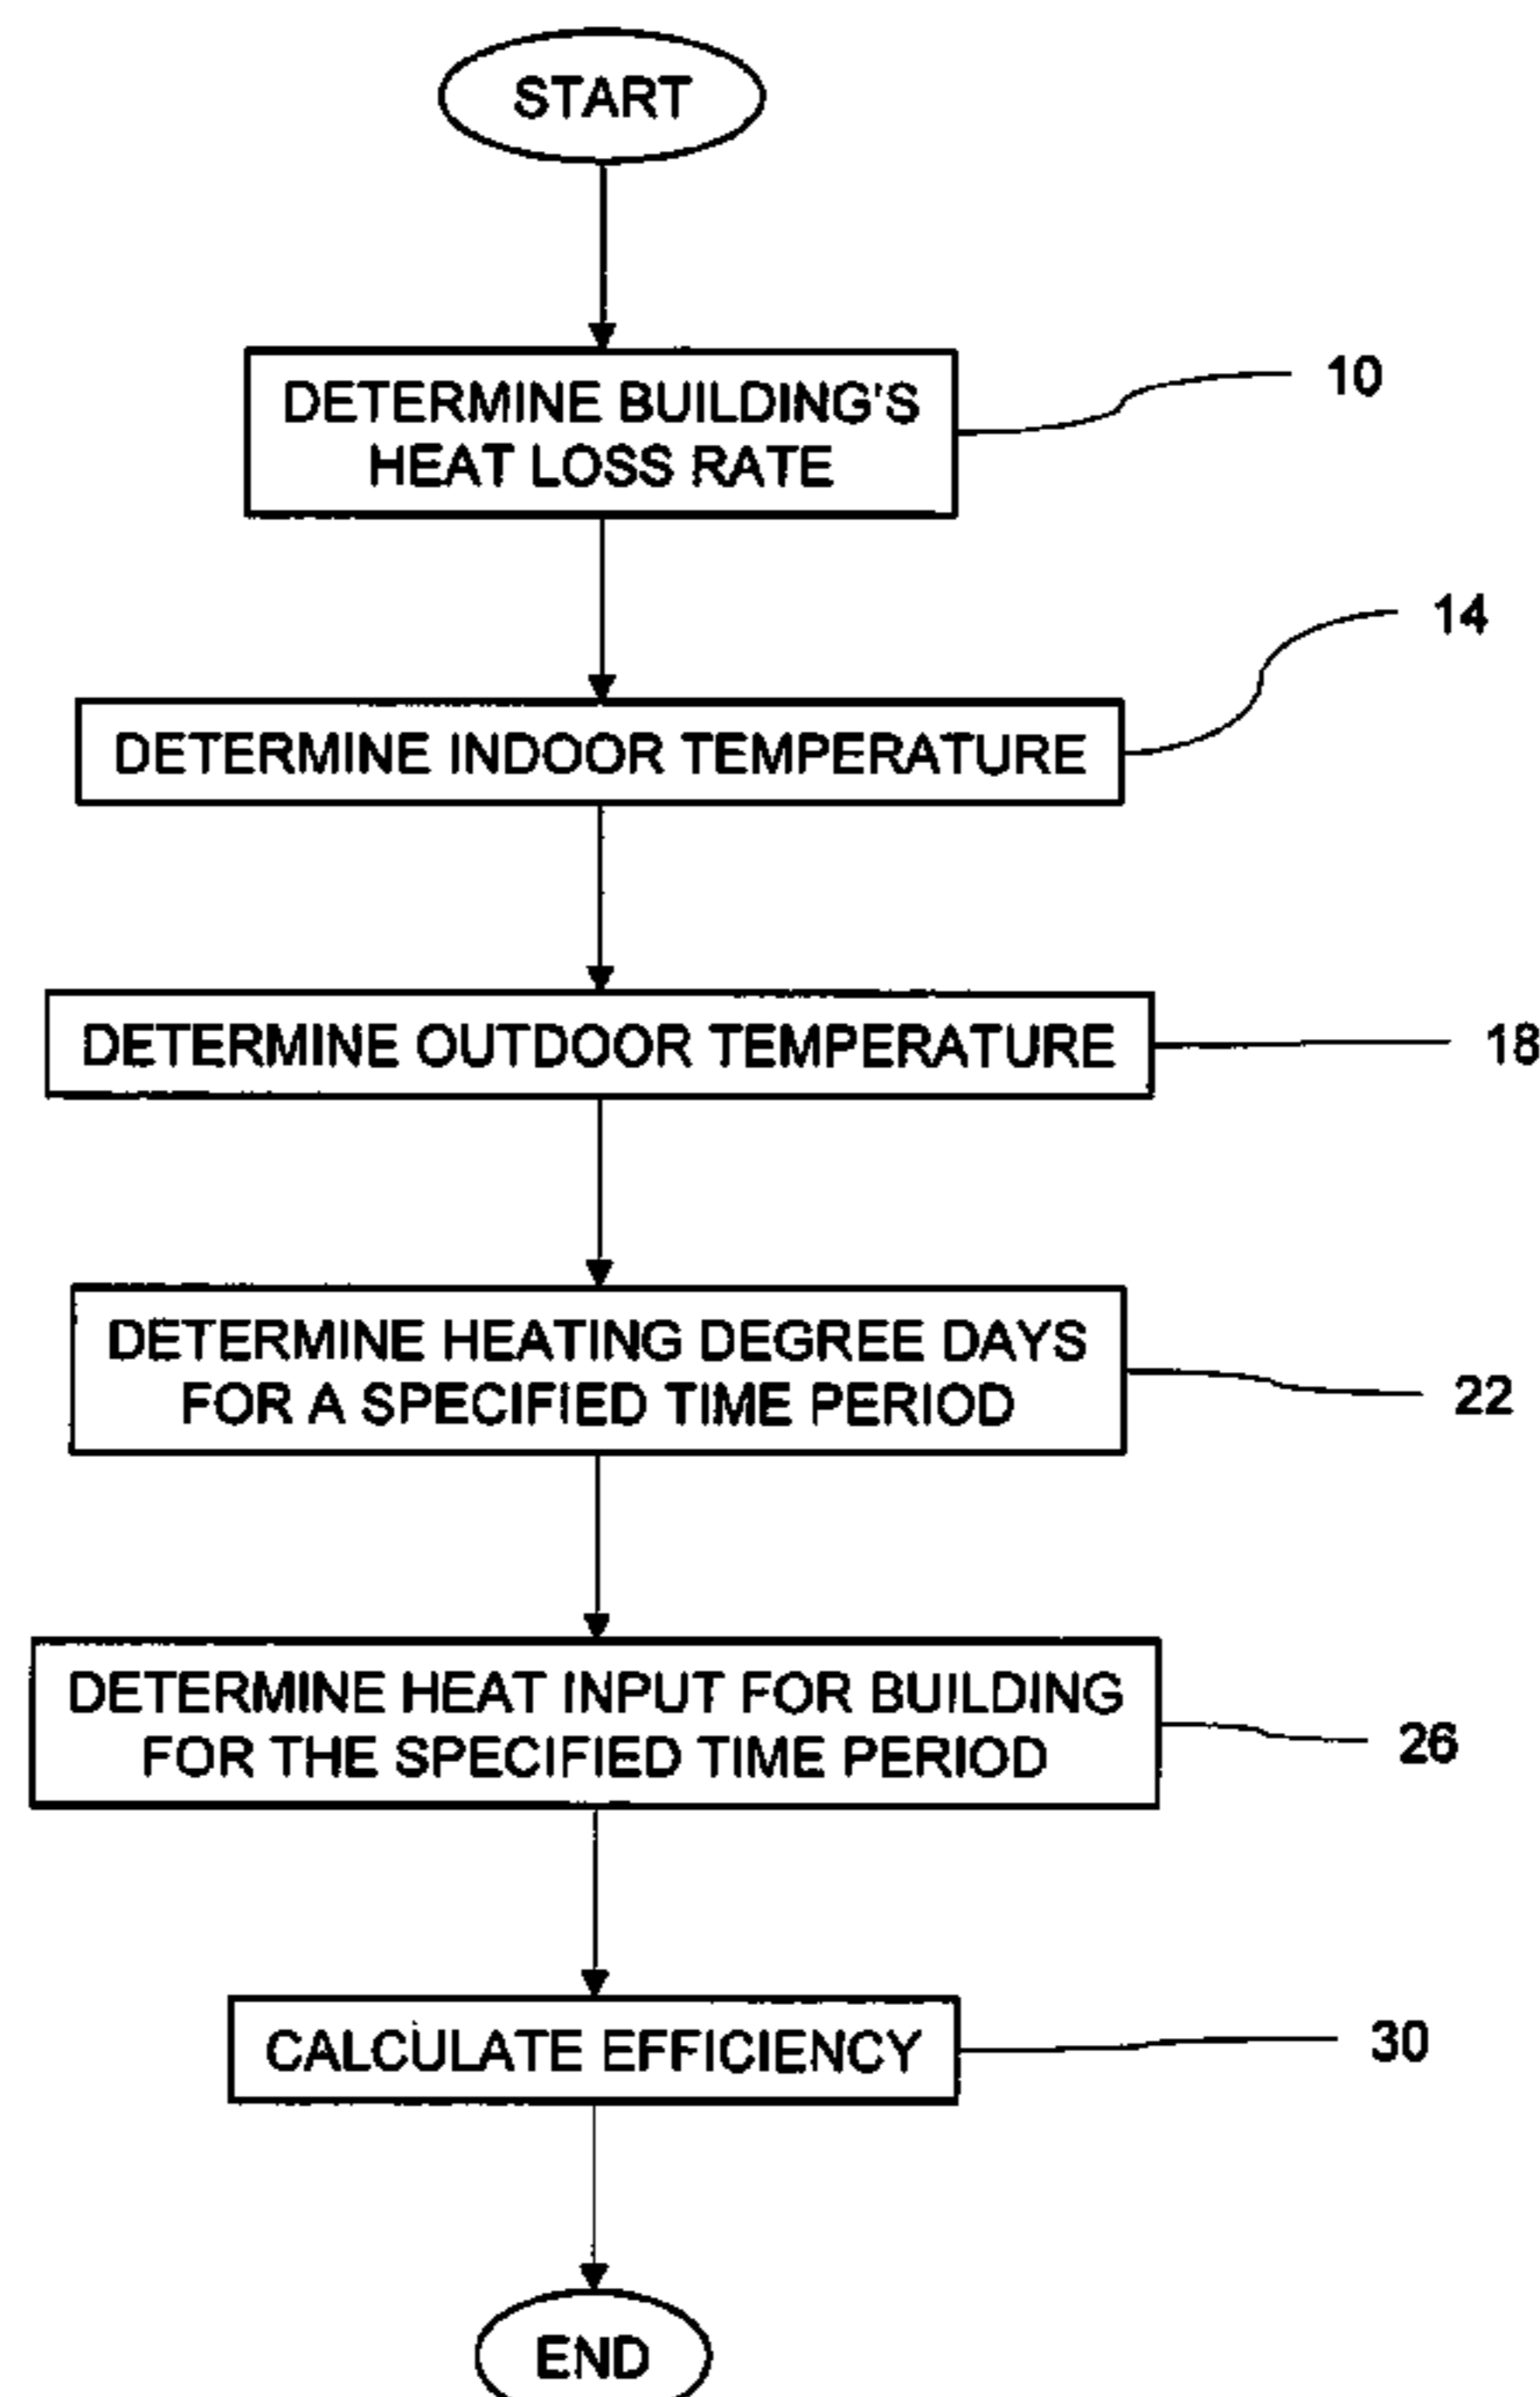 START
DETERMINE BUILDING'S
HEAT LOSS RATE
10
14
DETERMINE INDOOR TEMPERATURE
DETERMINE OUTDOOR TEMPERATURE
18
DETERMINE HEATING DEGREE DAYS
FOR A SPECIFIED TIME PERIOD
22
DETERMINE HEAT INPUT FOR BUILDING
FOR THE SPECIFIED TIME PERIOD
26
CALCULATE EFFICIENCY
30
END